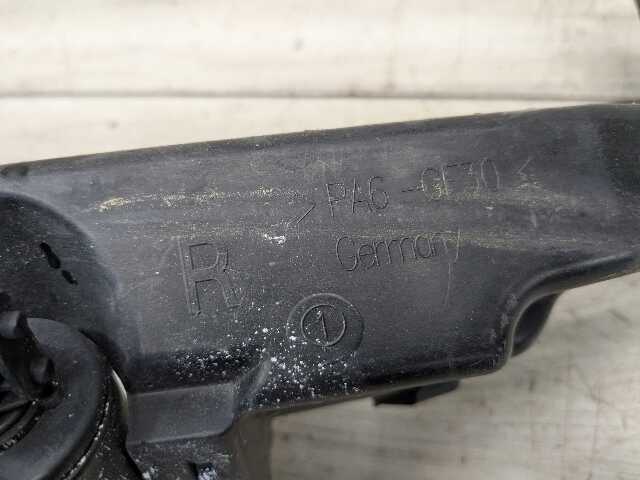 >PA6-GF30<
Germany
R
1